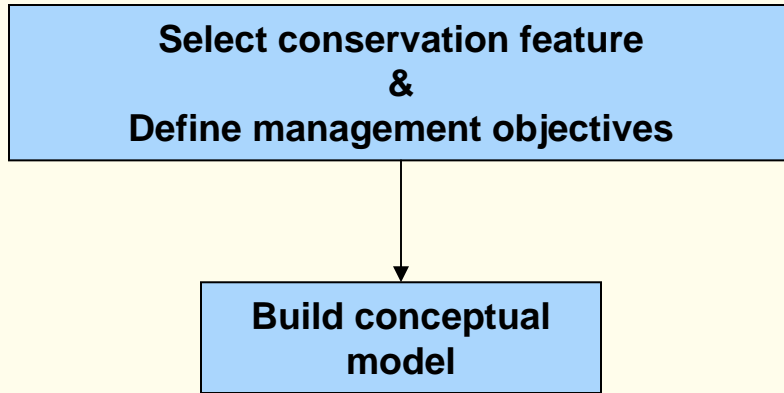 Select conservation feature
&
Define management objectives
Build conceptual
model